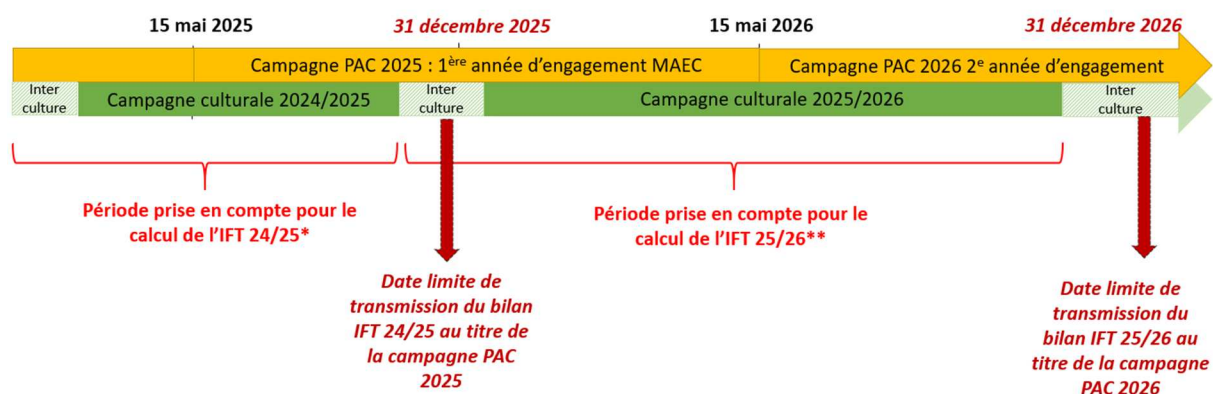 15 mai 2025
31 décembre 2025
15 mai 2026
31 décembre 2026
Campagne PAC 2025 : 1ère année d’engagement MAEC
Campagne PAC 2026 2e année d’engagement
Inter
culture
Campagne culturale 2024/2025
Inter
culture
Campagne culturale 2025/2026
Inter
culture
Période prise en compte pour le
calcul de l’IFT 24/25*
Période prise en compte pour le
calcul de l’IFT 25/26**
Date limite de
transmission du bilan
IFT 24/25 au titre de
la campagne PAC
2025
Date limite de
transmission du
bilan IFT 25/26 au
titre de la campagne
PAC 2026